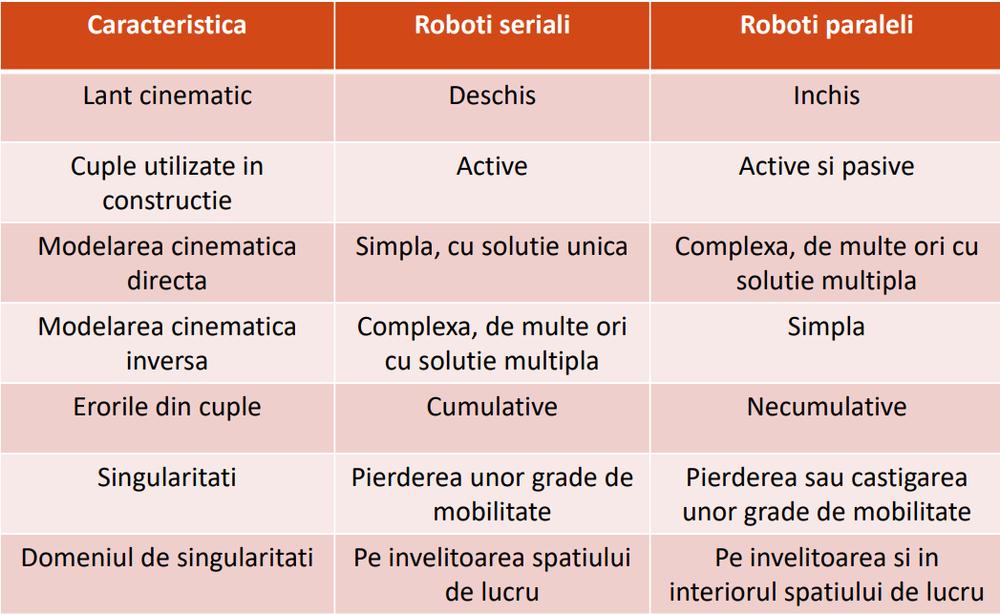 Caracteristica Roboti seriali Roboti paraleli
Lant cinematic Deschis Inchis
Cuple utilizate in Active Active si pasive
constructie
Modelarea cinematica Simpla, cu solutie unica Complexa, de multe ori cu
directa solutie multipla
Modelarea cinematica Complexa, de multe ori Simpla
inversa cu solutie multipla
Erorile din cuple Cumulative Necumulative
Singularitati Pierderea unor grade de Pierderea sau castigarea
mobilitate unor grade de mobilitate
Domeniul de singularitati Pe invelitoarea spatiului Pe invelitoarea si in
de lucru interiorul spatiului de lucru